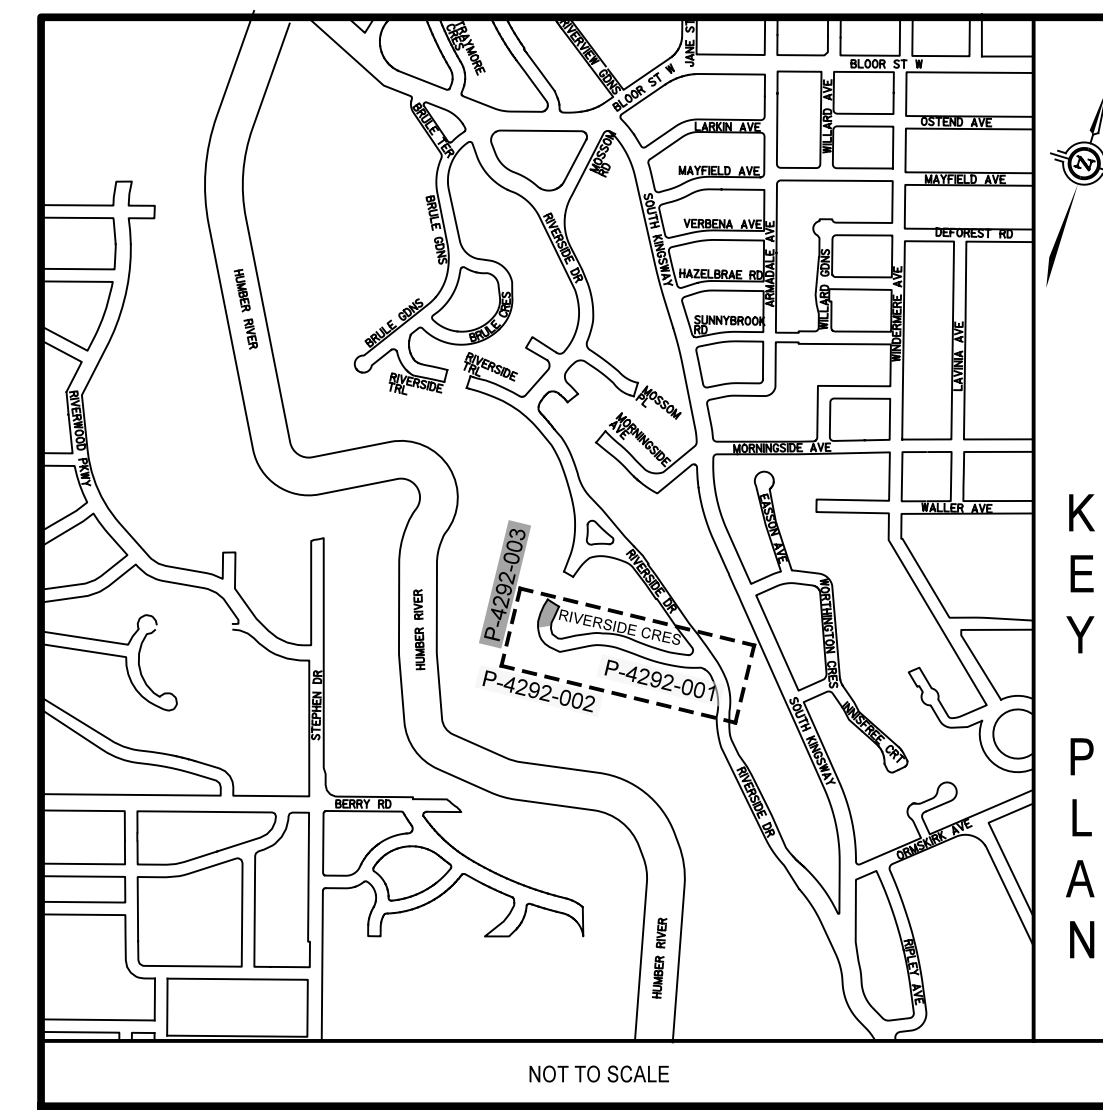 TRAYMORE
CRES
RIVERVIEW GDNS
JANE ST
BLOOR ST W
BLOOR ST W
BRULE TER
LARKIN AVE
WILLARD AVE
OSTEND AVE
MOSSOM
RD
MAYFIELD AVE
MAYFIELD AVE
N
BRULE GDNS
RIVERSIDE DR
SOUTH KINGSWAY
VERBENA AVE
ARMADALE AVE
DEFOREST RD
HUMBER RIVER
HAZELBRAE RD
WILLARD GDNS
WINDERMERE AVE
BRULE GDNS
BRULE CRES
SUNNYBROOK
RD
LAVINIA AVE
RIVERSIDE
TRL
RIVERSIDE
TRL
MOSSOM
PL
RIVERWOOD PKWY
MORNINGSIDE
AVE
MORNINGSIDE AVE
EASSON AVE
WALLER AVE
P-4292-003
RIVERSIDE DR
HUMBER RIVER
RIVERSIDE CRES
WORTHINGTON CRES
P-4292-001
P-4292-002
STEPHEN DR
SOUTH KINGSWAY
INNISFREE CRT
RIVERSIDE DR
BERRY RD
ORMSKIRK AVE
HUMBER RIVER
RIPLEY AVE
KEY PLAN
NOT TO SCALE